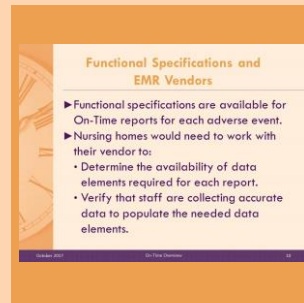 Functional Specifications and
EMR Vendors
►Functional specifications are available for
On-Time reports for each adverse event.
►Nursing homes would need to work with
their vendor to:
• Determine the availability of data
elements required for each report.
• Verify that staff are collecting accurate
data to populate the needed data
elements.
October 2017 On-Time Overview